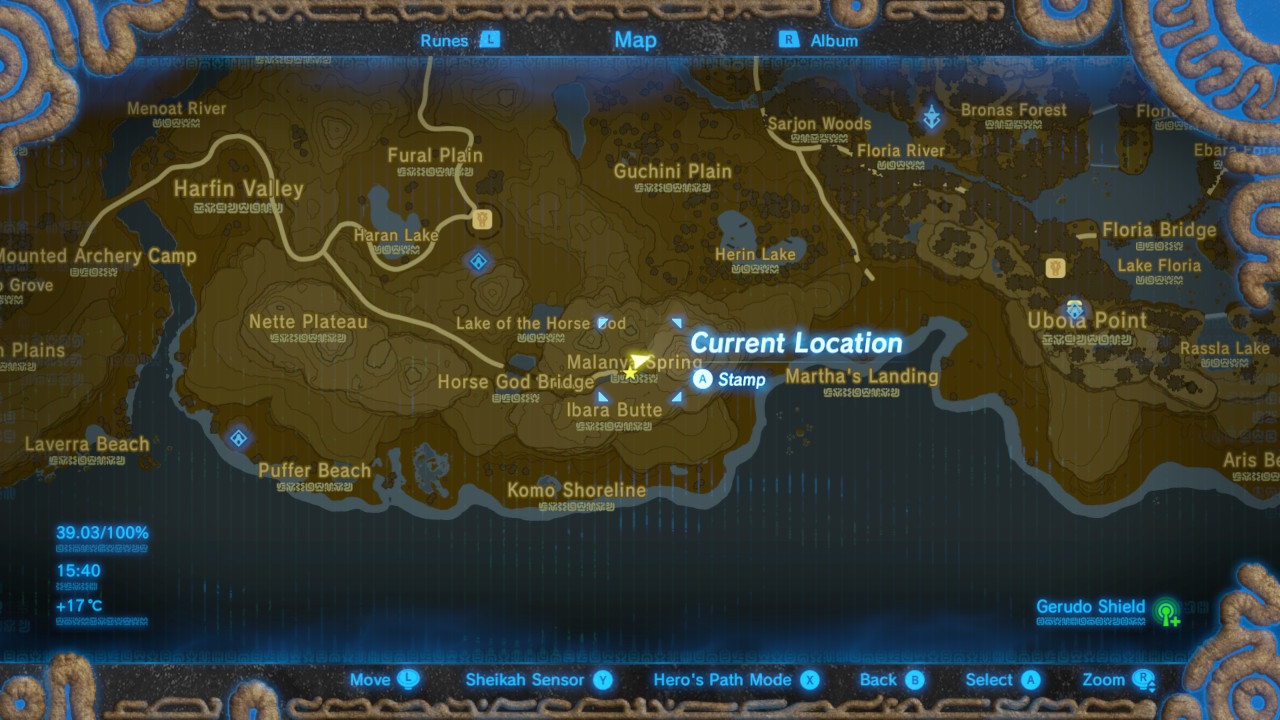 Runes L
Map
R Album
Menoat River
Bronas Forest
Sarjon Woods
Floria River
Fural Plain
Guchini Plain
Harfin Valley
Haran Lake
Floria Bridge
Mounted Archery Camp
Herin Lake
Lake Floria
Grove
Nette Plateau
Lake of the Horse God
Ubota Point
Current Location
Plains
Malanya Spring
Rassla Lake
A Stamp
Horse God Bridge
Martha's Landing
Ibara Butte
Laverra Beach
Puffer Beach
Aris
Komo Shoreline
39.03/100%
15:40
+17℃
Gerudo Shield
Move L
Sheikah Sensor Y
Hero's Path Mode X
Back B
Select A
Zoom R